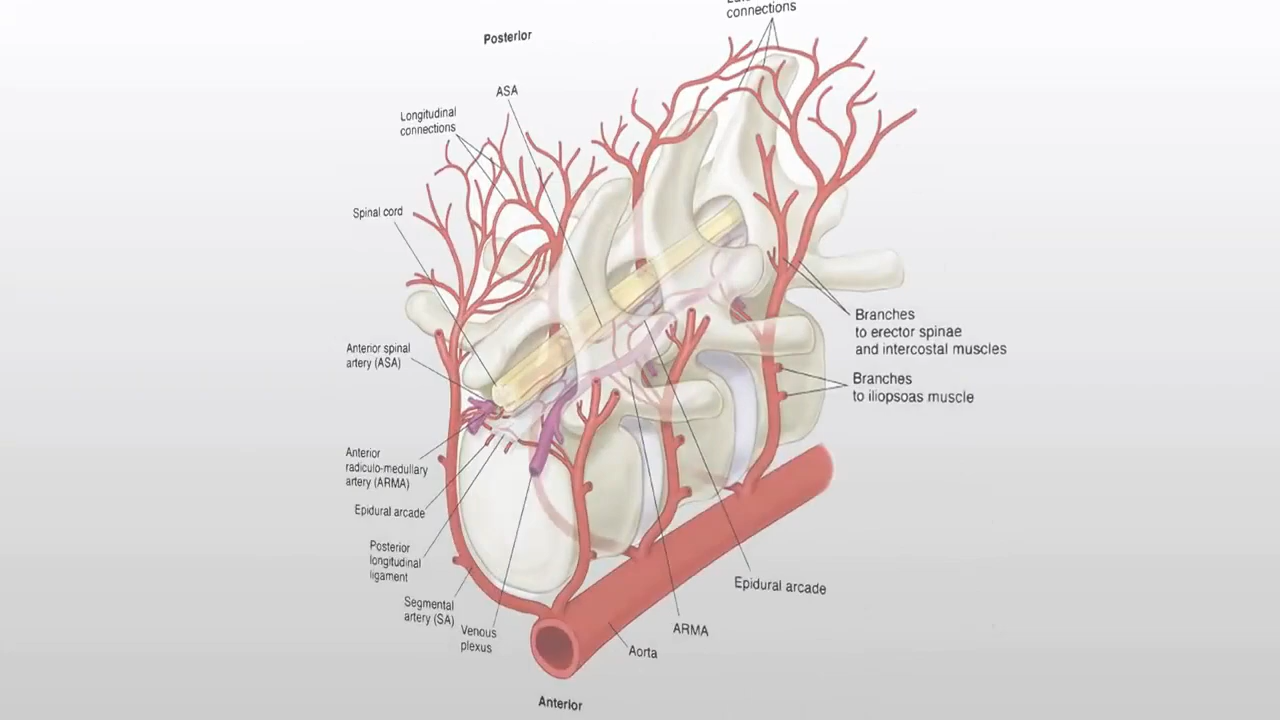 connections
Posterior
ASA
Longitudinal
connections
Spinal cord
Branches
to erector spinae
and intercostal muscles
Anterior spinal
artery (ASA)
Branches
to iliopsoas muscle
Anterior
radiculo-medullary
artery (ARMA)
Epidural arcade
Posterior
longitudinal
ligament
Segmental
artery (SA)
Venous
plexus
Epidural arcade
ARMA
Aorta
Anterior